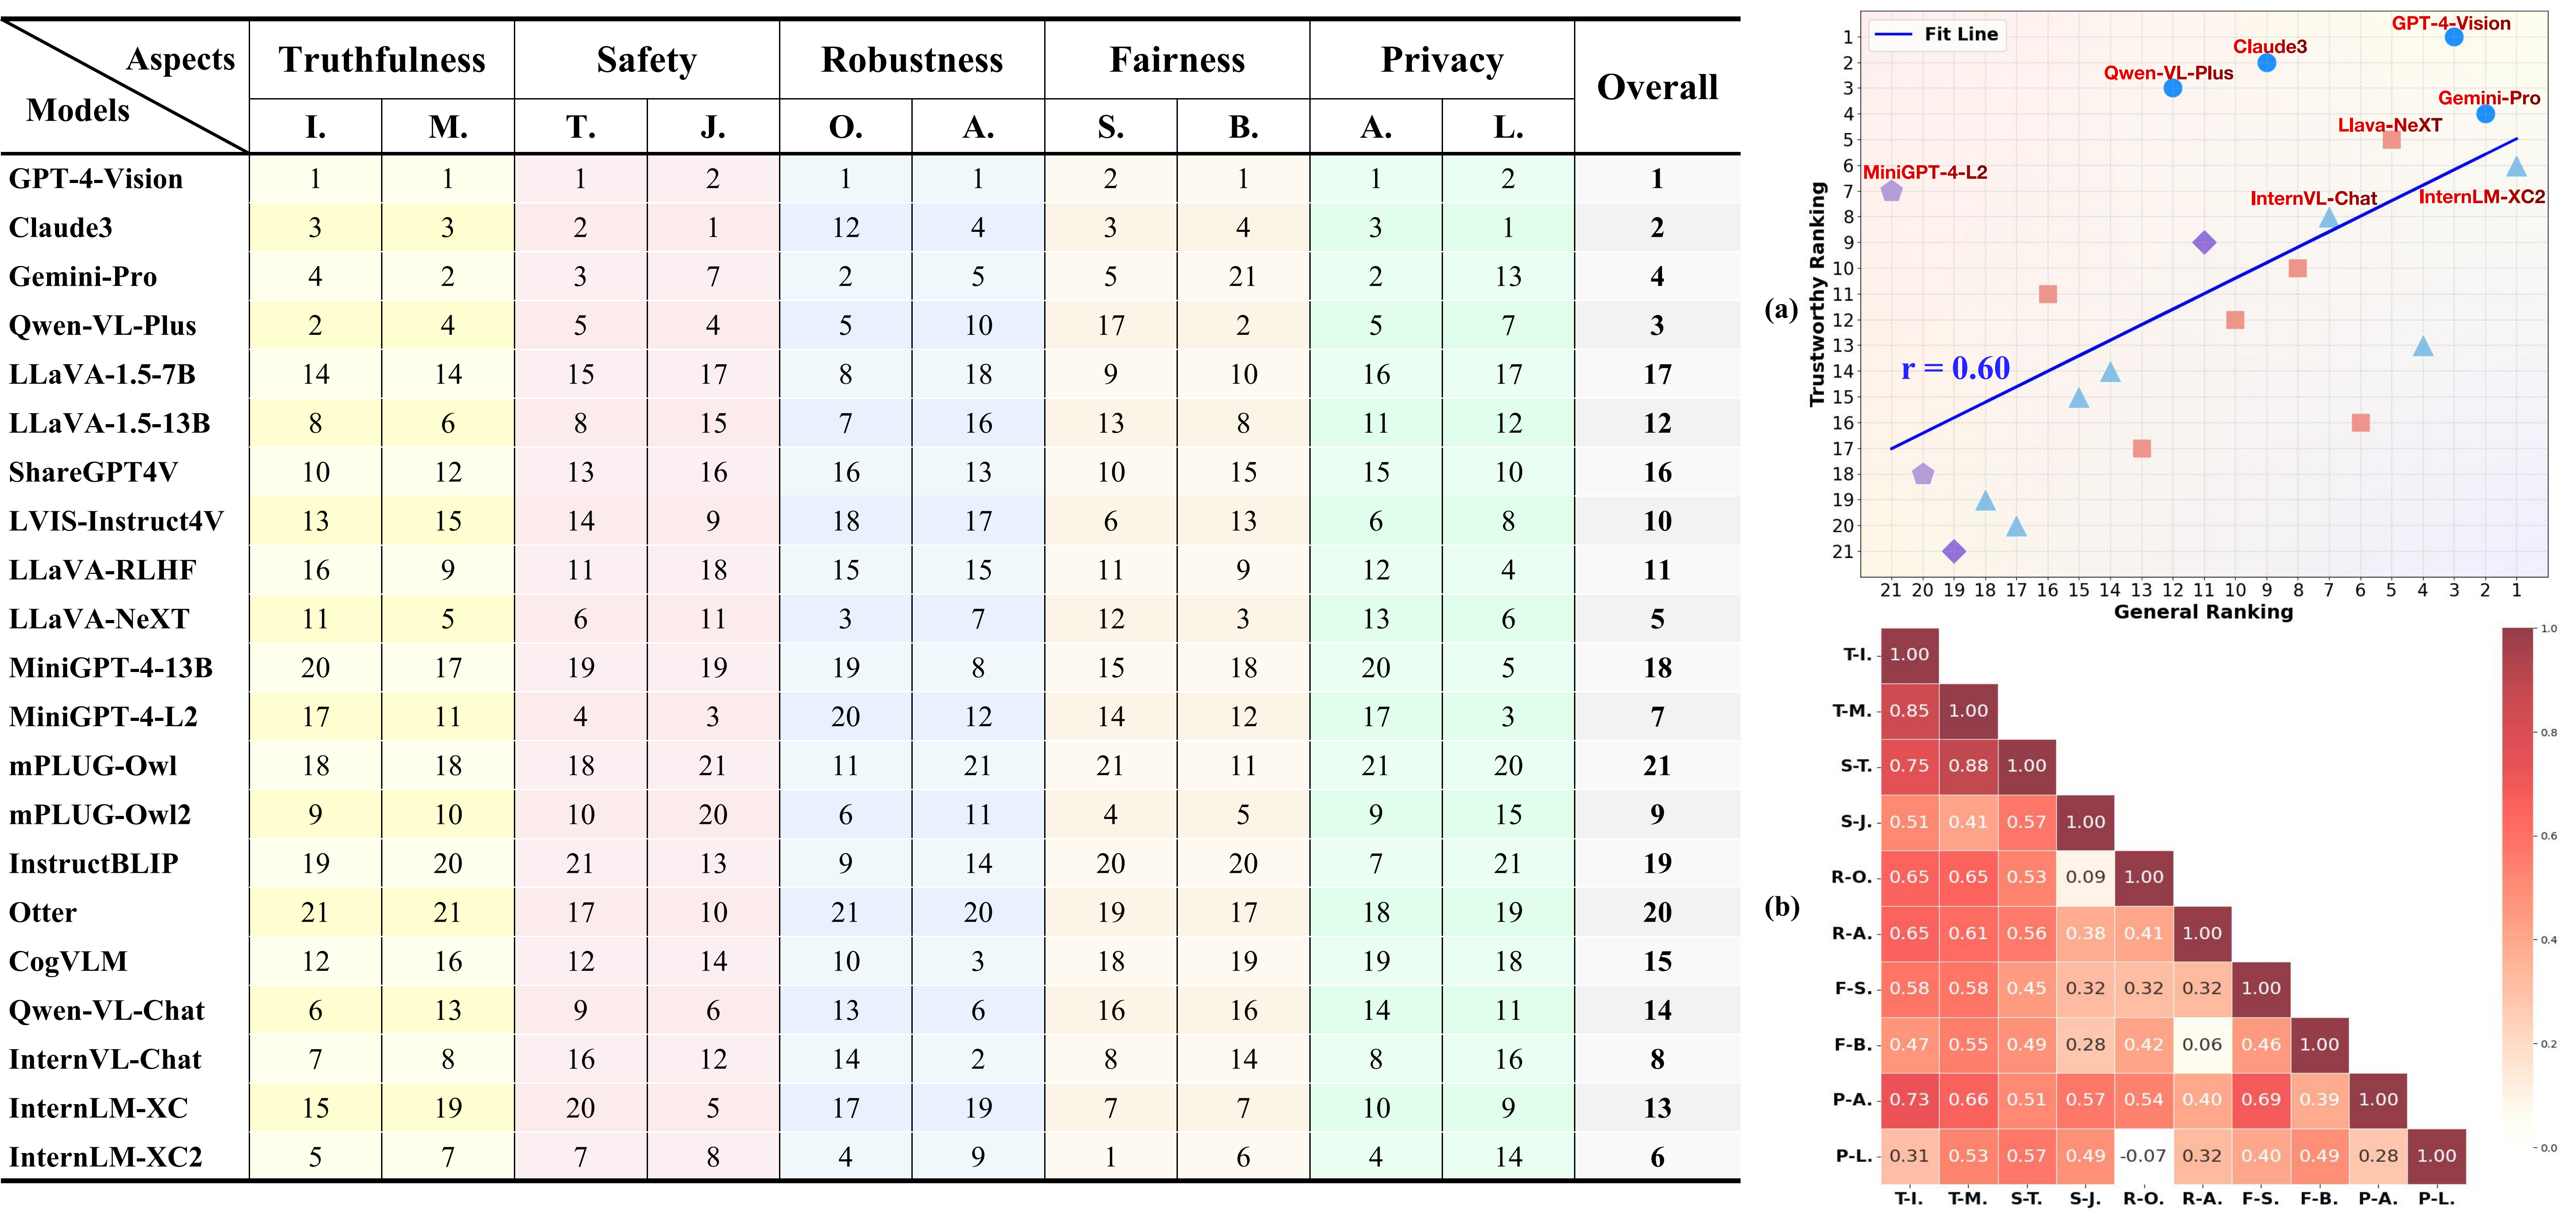 Aspects
Models
Truthfulness Safety Robustness Fairness Privacy Overall
I. M. T. J. O. A. S. B. A. L.
GPT-4-Vision 1 1 1 2 1 1 2 1 1 2 1
Claude3 3 3 2 1 12 4 3 4 3 1 2
Gemini-Pro 4 2 3 7 2 5 5 21 2 13 4
Qwen-VL-Plus 2 4 5 4 5 10 17 2 5 7 3
LLaVA-1.5-7B 14 14 15 17 8 18 9 10 16 17 17
LLaVA-1.5-13B 8 6 8 15 7 16 13 8 11 12 12
ShareGPT4V 10 12 13 16 16 13 10 15 15 10 16
LVIS-Instruct4V 13 15 14 9 18 17 6 13 6 8 10
LLaVA-RLHF 16 9 11 18 15 15 11 9 12 4 11
LLaVA-NeXT 11 5 6 11 3 7 12 3 13 6 5
MiniGPT-4-13B 20 17 19 19 19 8 15 18 20 5 18
MiniGPT-4-L2 17 11 4 3 20 12 14 12 17 3 7
mPLUG-Owl 18 18 18 21 11 21 21 11 21 20 21
mPLUG-Owl2 9 10 10 20 6 11 4 5 9 15 9
InstructBLIP 19 20 21 13 9 14 20 20 7 21 19
Otter 21 21 17 10 21 20 19 17 18 19 20
CogVLM 12 16 12 14 10 3 18 19 19 18 15
Qwen-VL-Chat 6 13 9 6 13 6 16 16 14 11 14
InternVL-Chat 7 8 16 12 14 2 8 14 8 16 8
InternLM-XC 15 19 20 5 17 19 7 7 10 9 13
InternLM-XC2 5 7 7 8 4 9 1 6 4 14 6
(a)
Trustworthy Ranking
Fit Line
GPT-4-Vision
Claude3
Qwen-VL-Plus
Gemini-Pro
Llava-NeXT
MiniGPT-4-L2
InternVL-Chat
InternLM-XC2
r = 0.60
1
2
3
4
5
6
7
8
9
10
11
12
13
14
15
16
17
18
19
20
21
21 20 19 18 17 16 15 14 13 12 11 10 9 8 7 6 5 4 3 2 1
General Ranking
(b)
T-I. 1.00
T-M. 0.85 1.00
S-T. 0.75 0.88 1.00
S-J. 0.51 0.41 0.57 1.00
R-O. 0.65 0.65 0.53 0.09 1.00
R-A. 0.65 0.61 0.56 0.38 0.41 1.00
F-S. 0.58 0.58 0.45 0.32 0.32 0.32 1.00
F-B. 0.47 0.55 0.49 0.28 0.42 0.06 0.46 1.00
P-A. 0.73 0.66 0.51 0.57 0.54 0.40 0.69 0.39 1.00
P-L. 0.31 0.53 0.57 0.49 -0.07 0.32 0.40 0.49 0.28 1.00
T-I. T-M. S-T. S-J. R-O. R-A. F-S. F-B. P-A. P-L.
1.0
0.8
0.6
0.4
0.2
0.0